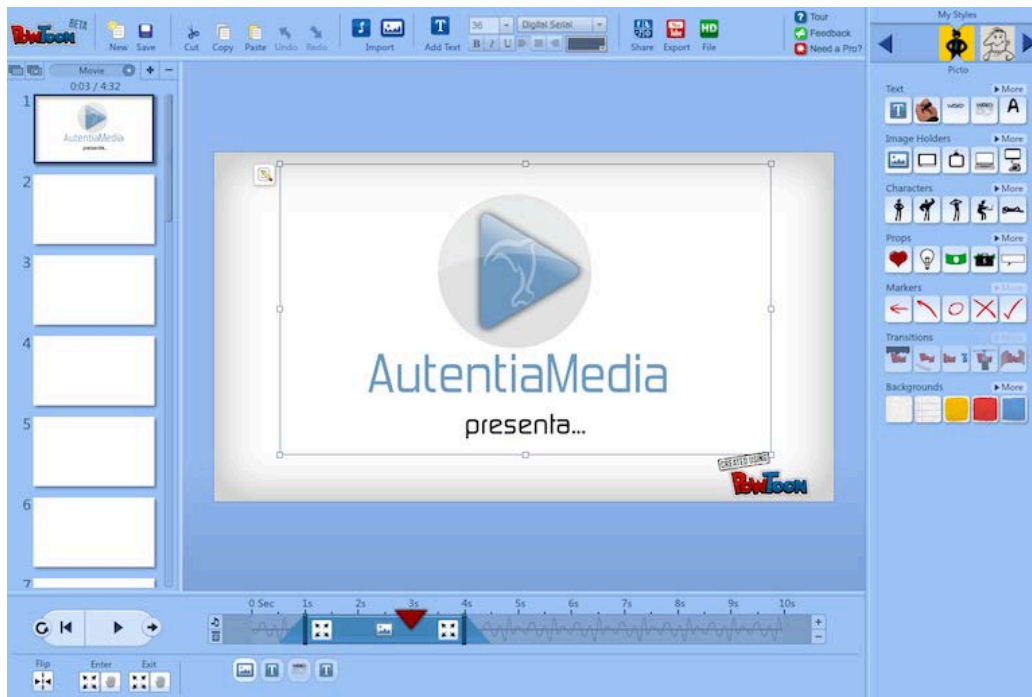 PowToon BETA
New Save
Cut Copy Paste Undo Redo
Import
T
Add Text
36 Digital Serial
B I U
Share
You Tube
Export
HD
File
Tour
Feedback
Need a Pro?
My Styles
Picto
Movie
0:03 / 4:32
1
AutentiaMedia
presenta...
2
3
4
5
6
7
AutentiaMedia
presenta...
CREATED USING
PowToon
Text More
T WORD A
Image Holders More
Characters More
Props More
Markers More
Transitions
Backgrounds More
0 Sec 1s 2s 3s 4s 5s 6s 7s 8s 9s 10s
Flip Enter Exit
T T